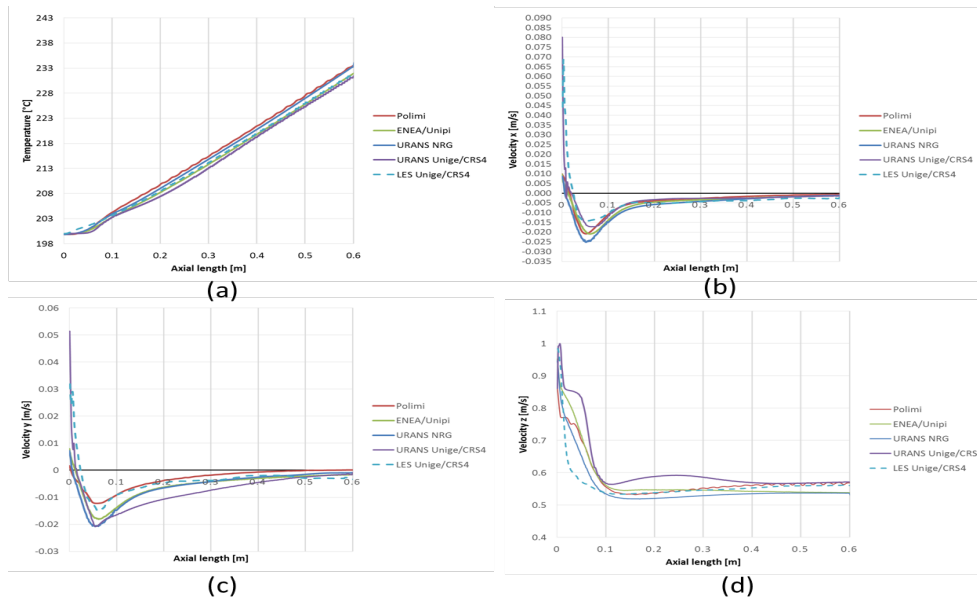 243
238
233
228
223
218
213
208
203
198
Temperature [°C]
0 0.1 0.2 0.3 0.4 0.5 0.6
Axial length [m]
Polimi
ENEA/Unipi
URANS NRG
URANS Unige/CRS4
LES Unige/CRS4
(a)
0.090
0.085
0.080
0.075
0.070
0.065
0.060
0.055
0.050
0.045
0.040
0.035
0.030
0.025
0.020
0.015
0.010
0.005
0.000
-0.005
-0.010
-0.015
-0.020
-0.025
-0.030
-0.035
Velocity x [m/s]
0 0.1 0.2 0.3 0.4 0.5 0.6
Axial length [m]
Polimi
ENEA/Unipi
URANS NRG
URANS Unige/CRS4
LES Unige/CRS4
(b)
0.06
0.05
0.04
0.03
0.02
0.01
0
-0.01
-0.02
-0.03
Velocity y [m/s]
0 0.1 0.2 0.3 0.4 0.5 0.6
Axial length [m]
Polimi
ENEA/Unipi
URANS NRG
URANS Unige/CRS4
LES Unige/CRS4
(c)
1.1
1
0.9
0.8
0.7
0.6
0.5
0.4
Velocity z [m/s]
0 0.1 0.2 0.3 0.4 0.5 0.6
Axial length [m]
Polimi
ENEA/Unipi
URANS NRG
URANS Unige/CRS4
LES Unige/CRS4
(d)